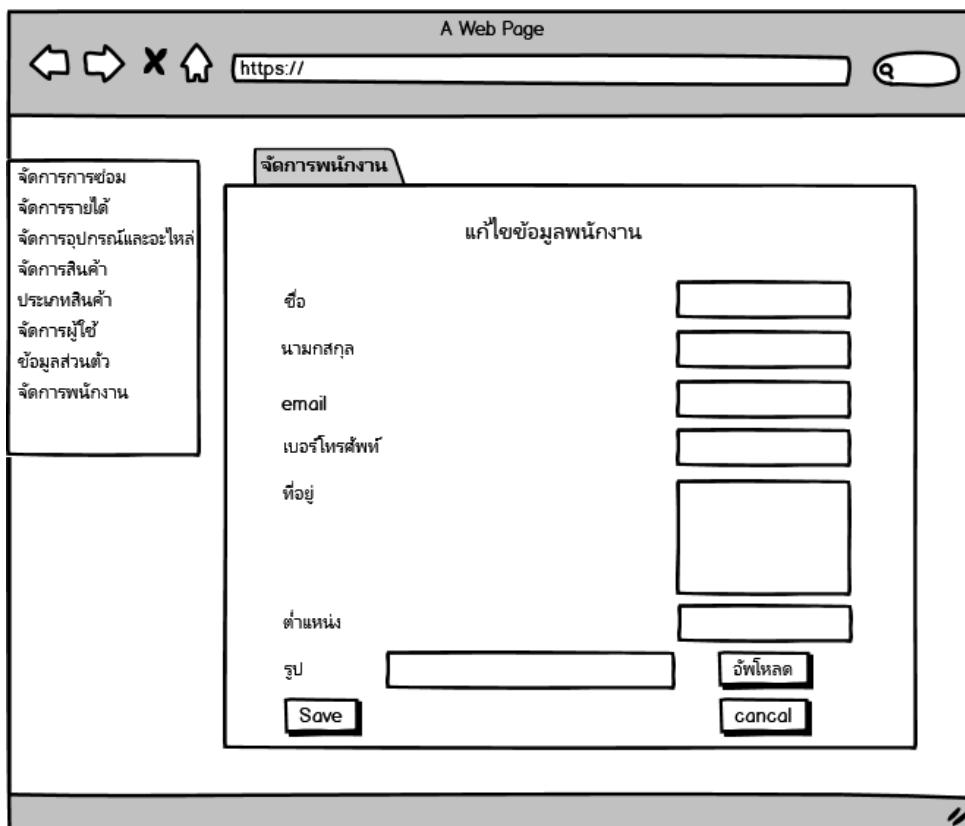 A Web Page
https://
จัดการการซ่อม
จัดการรายได้
จัดการอุปกรณ์และอะไหล่
จัดการสินค้า
ประเภทสินค้า
จัดการผู้ใช้
ข้อมูลส่วนตัว
จัดการพนักงาน
จัดการพนักงาน
แก้ไขข้อมูลพนักงาน
ชื่อ
นามกสกุล
email
เบอร์โทรศัพท์
ที่อยู่
ตำแหน่ง
รูป
อัพโหลด
Save
cancal